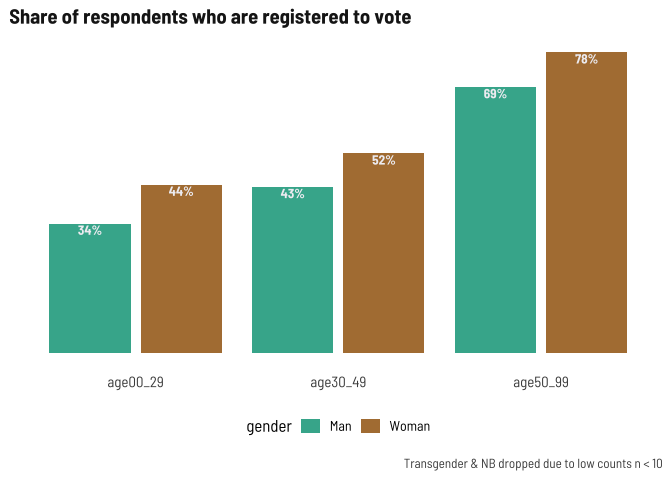 Share of respondents who are registered to vote
78%
69%
52%
44%
43%
34%
age00_29 age30_49 age50_99
gender Man Woman
Transgender & NB dropped due to low counts n < 10